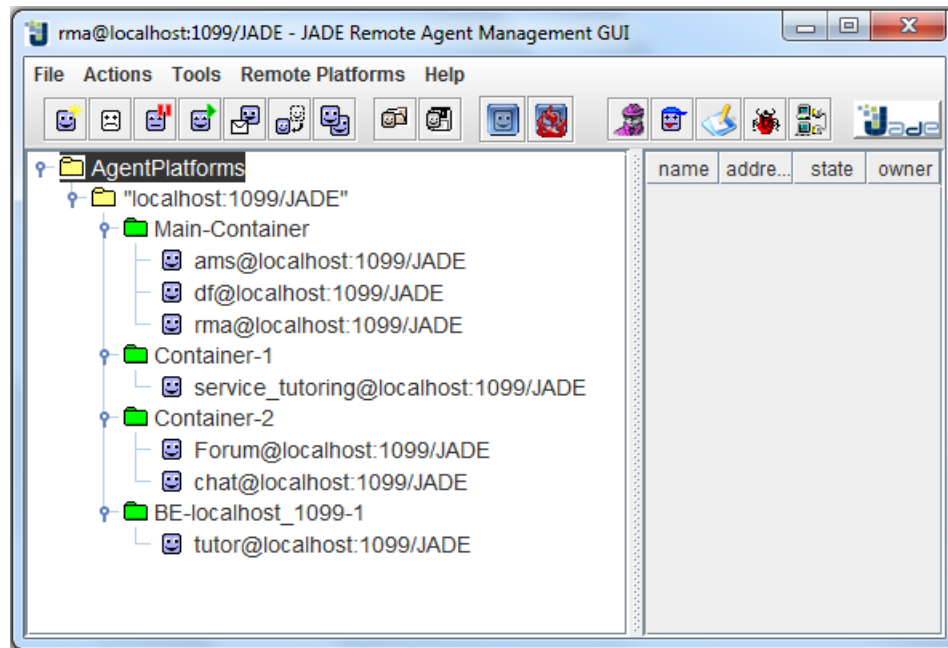 rma@localhost:1099/JADE - JADE Remote Agent Management GUI
File Actions Tools Remote Platforms Help
Jade
AgentPlatforms
"localhost:1099/JADE"
Main-Container
ams@localhost:1099/JADE
df@localhost:1099/JADE
rma@localhost:1099/JADE
Container-1
service_tutoring@localhost:1099/JADE
Container-2
Forum@localhost:1099/JADE
chat@localhost:1099/JADE
BE-localhost_1099-1
tutor@localhost:1099/JADE
name addre... state owner